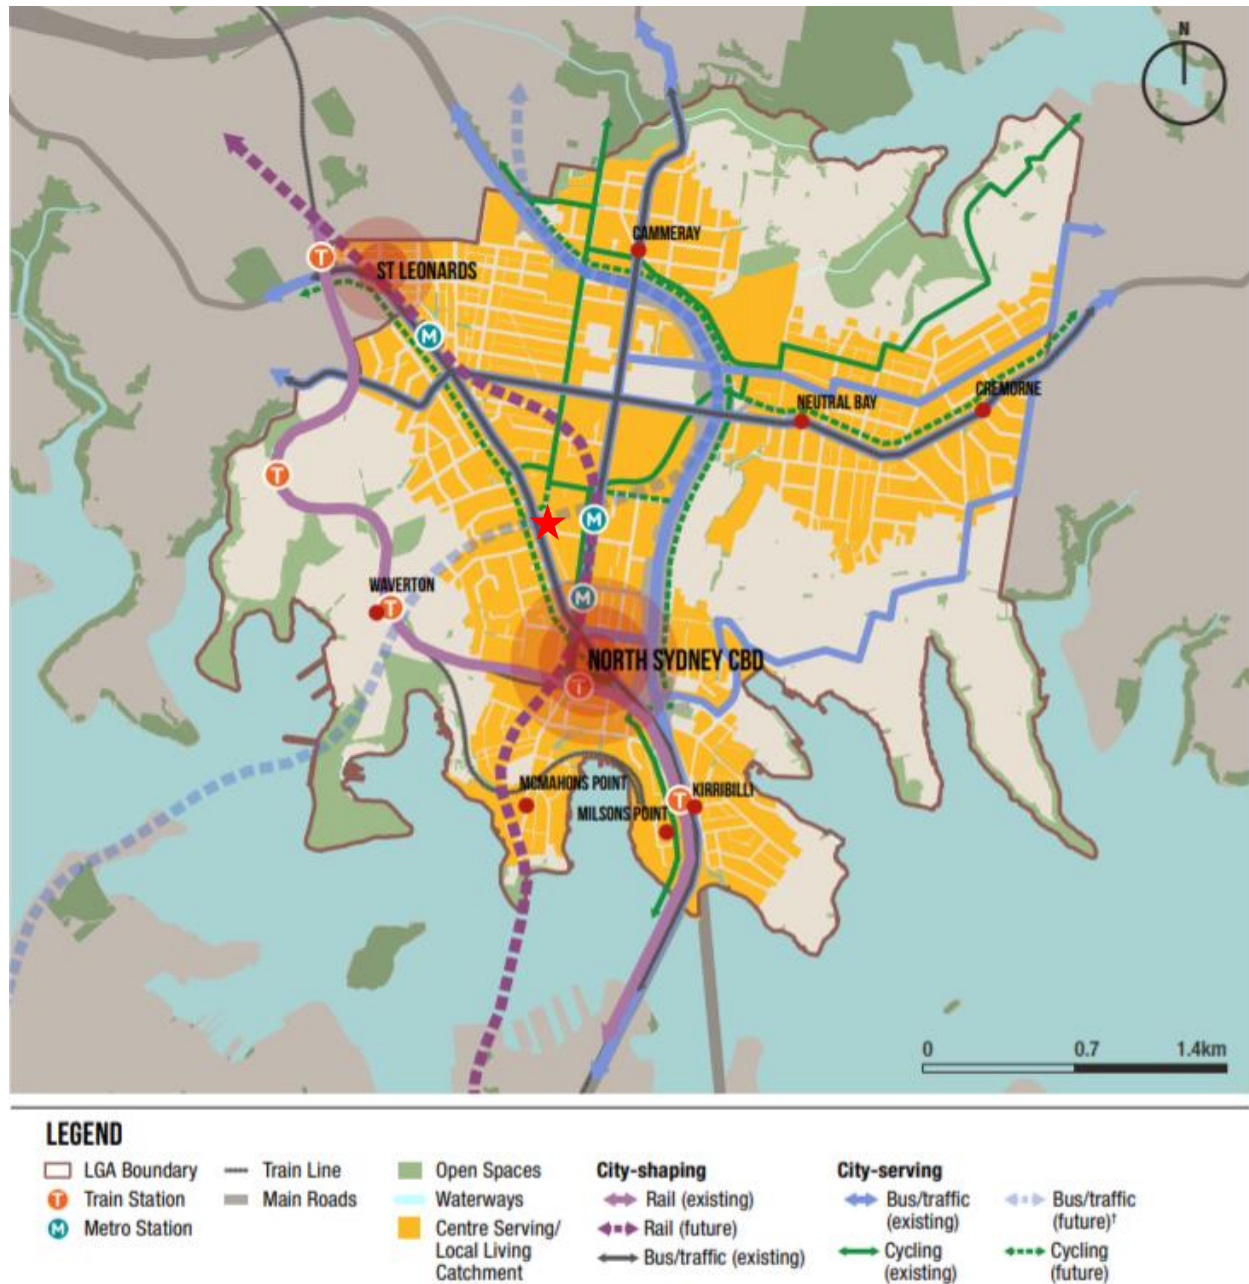 N
CAMMERAY
ST LEONARDS
T
M
CREMORNE
NEUTRAL BAY
T
M
WAVERTON
T
M
NORTH SYDNEY CBD
T
MCMAHONS POINT
T
KIRRIBILLI
MILSONS POINT
0 0.7 1.4km
LEGEND
LGA Boundary
T Train Station
M Metro Station
Train Line
Main Roads
Open Spaces
Waterways
Centre Serving/
Local Living
Catchment
City-shaping
Rail (existing)
Rail (future)
Bus/traffic (existing)
City-serving
Bus/traffic
(existing)
Cycling
(existing)
Bus/traffic
(future)†
Cycling
(future)